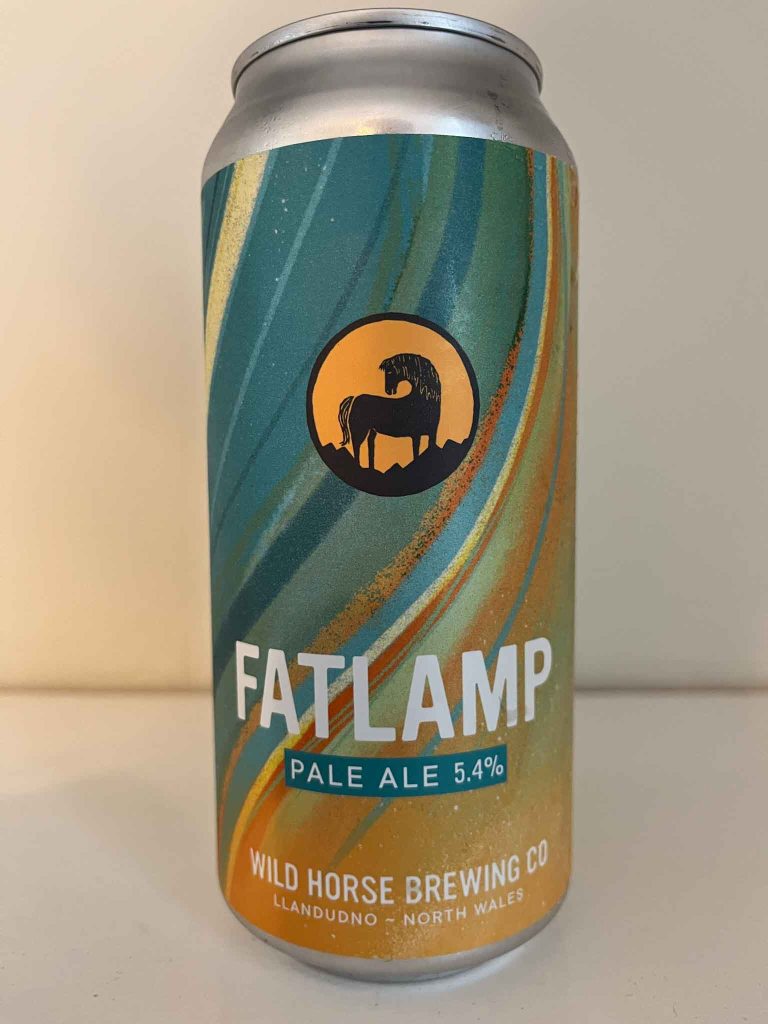 FATLAMP
PALE ALE 5.4%
WILD HORSE BREWING CO
LLANDUDNO ~ NORTH WALES